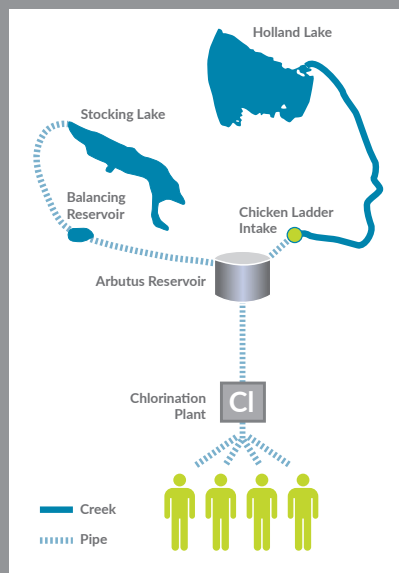 Holland Lake
Stocking Lake
Balancing
Reservoir
Chicken Ladder
Intake
Arbutus Reservoir
Chlorination
Plant
Cl
Creek
Pipe